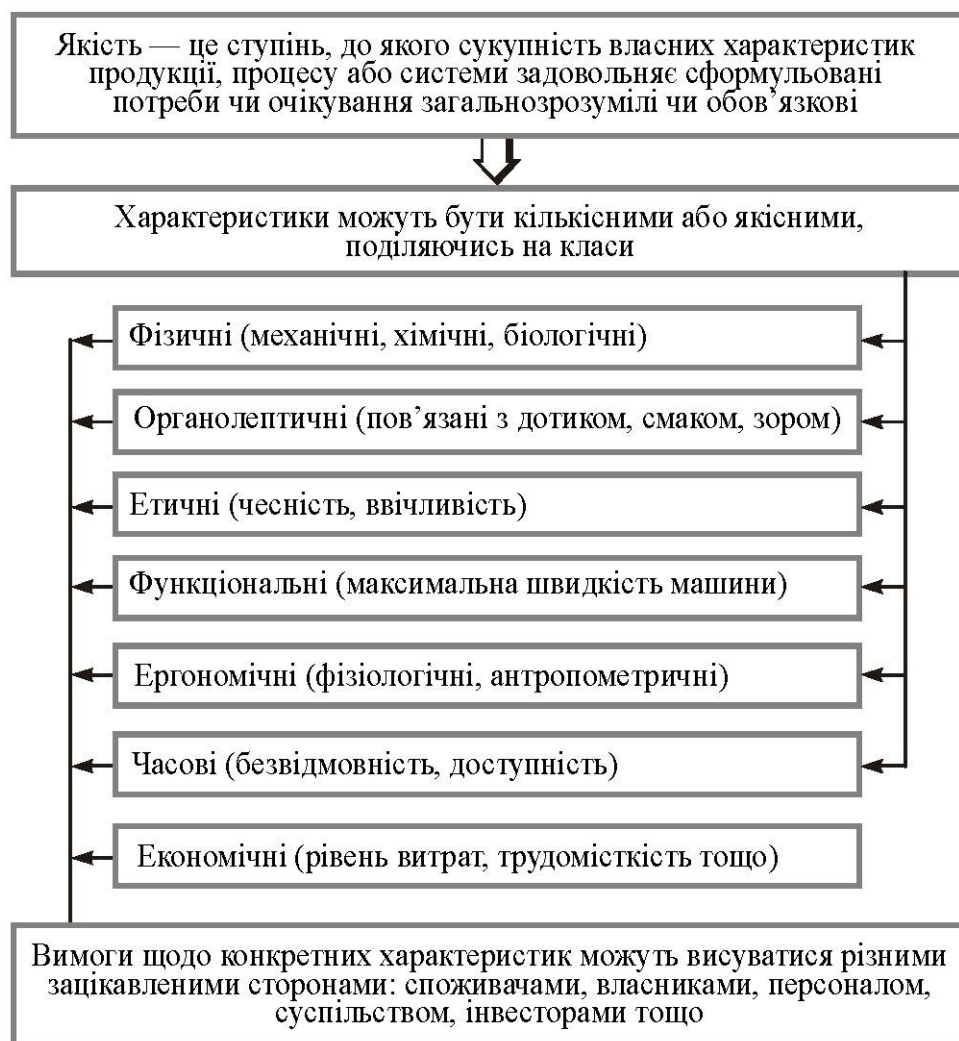 Якість — це ступінь, до якого сукупність власних характеристик
продукції, процесу або системи задовольняє сформульовані
потреби чи очікування загальнозрозумілі чи обов’язкові
Характеристики можуть бути кількісними або якісними,
поділяючись на класи
Фізичні (механічні, хімічні, біологічні)
Органолептичні (пов’язані з дотиком, смаком, зором)
Етичні (чесність, ввічливість)
Функціональні (максимальна швидкість машини)
Ергономічні (фізіологічні, антропометричні)
Часові (безвідмовність, доступність)
Економічні (рівень витрат, трудомісткість тощо)
Вимоги щодо конкретних характеристик можуть висуватися різними
зацікавленими сторонами: споживачами, власниками, персоналом,
суспільством, інвесторами тощо